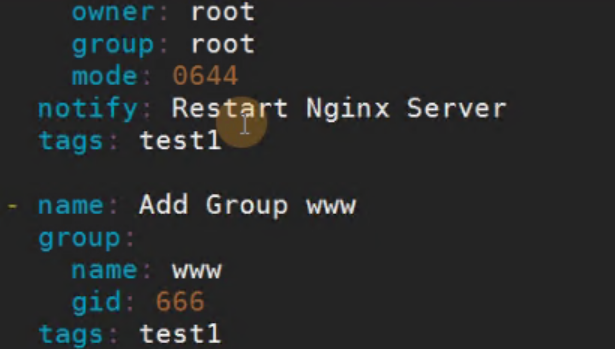 owner: root
group: root
mode: 0644
notify: Restart Nginx Server
tags: test1
- name: Add Group www
group:
name: www
gid: 666
tags: test1